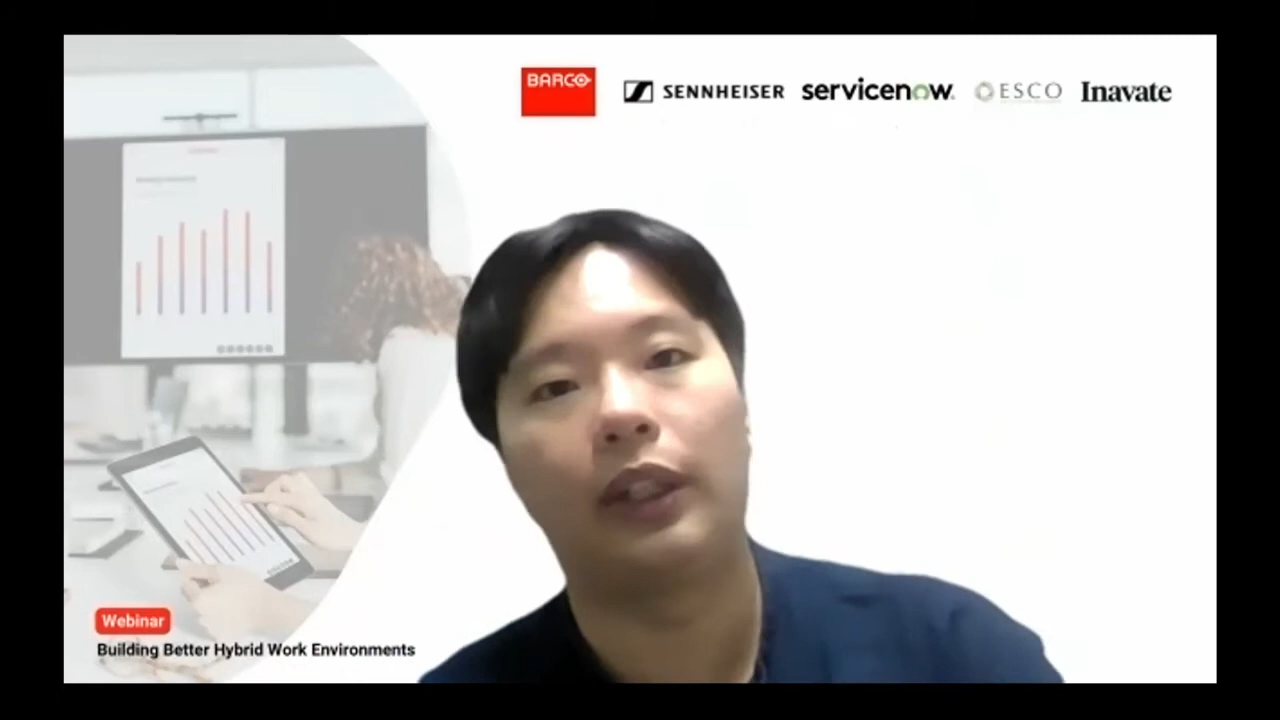 BARCO
SENNHEISER
servicenow.
ESCO
Inavate
Webinar
Building Better Hybrid Work Environments